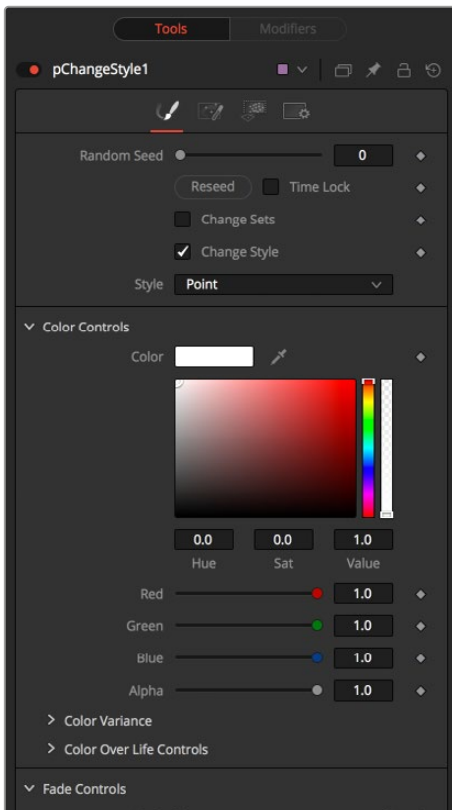 Tools Modifiers
pChangeStyle1
Random Seed 0
Reseed Time Lock
Change Sets
Change Style
Style Point
Color Controls
Color
0.0 0.0 1.0
Hue Sat Value
Red 1.0
Green 1.0
Blue 1.0
Alpha 1.0
Color Variance
Color Over Life Controls
Fade Controls